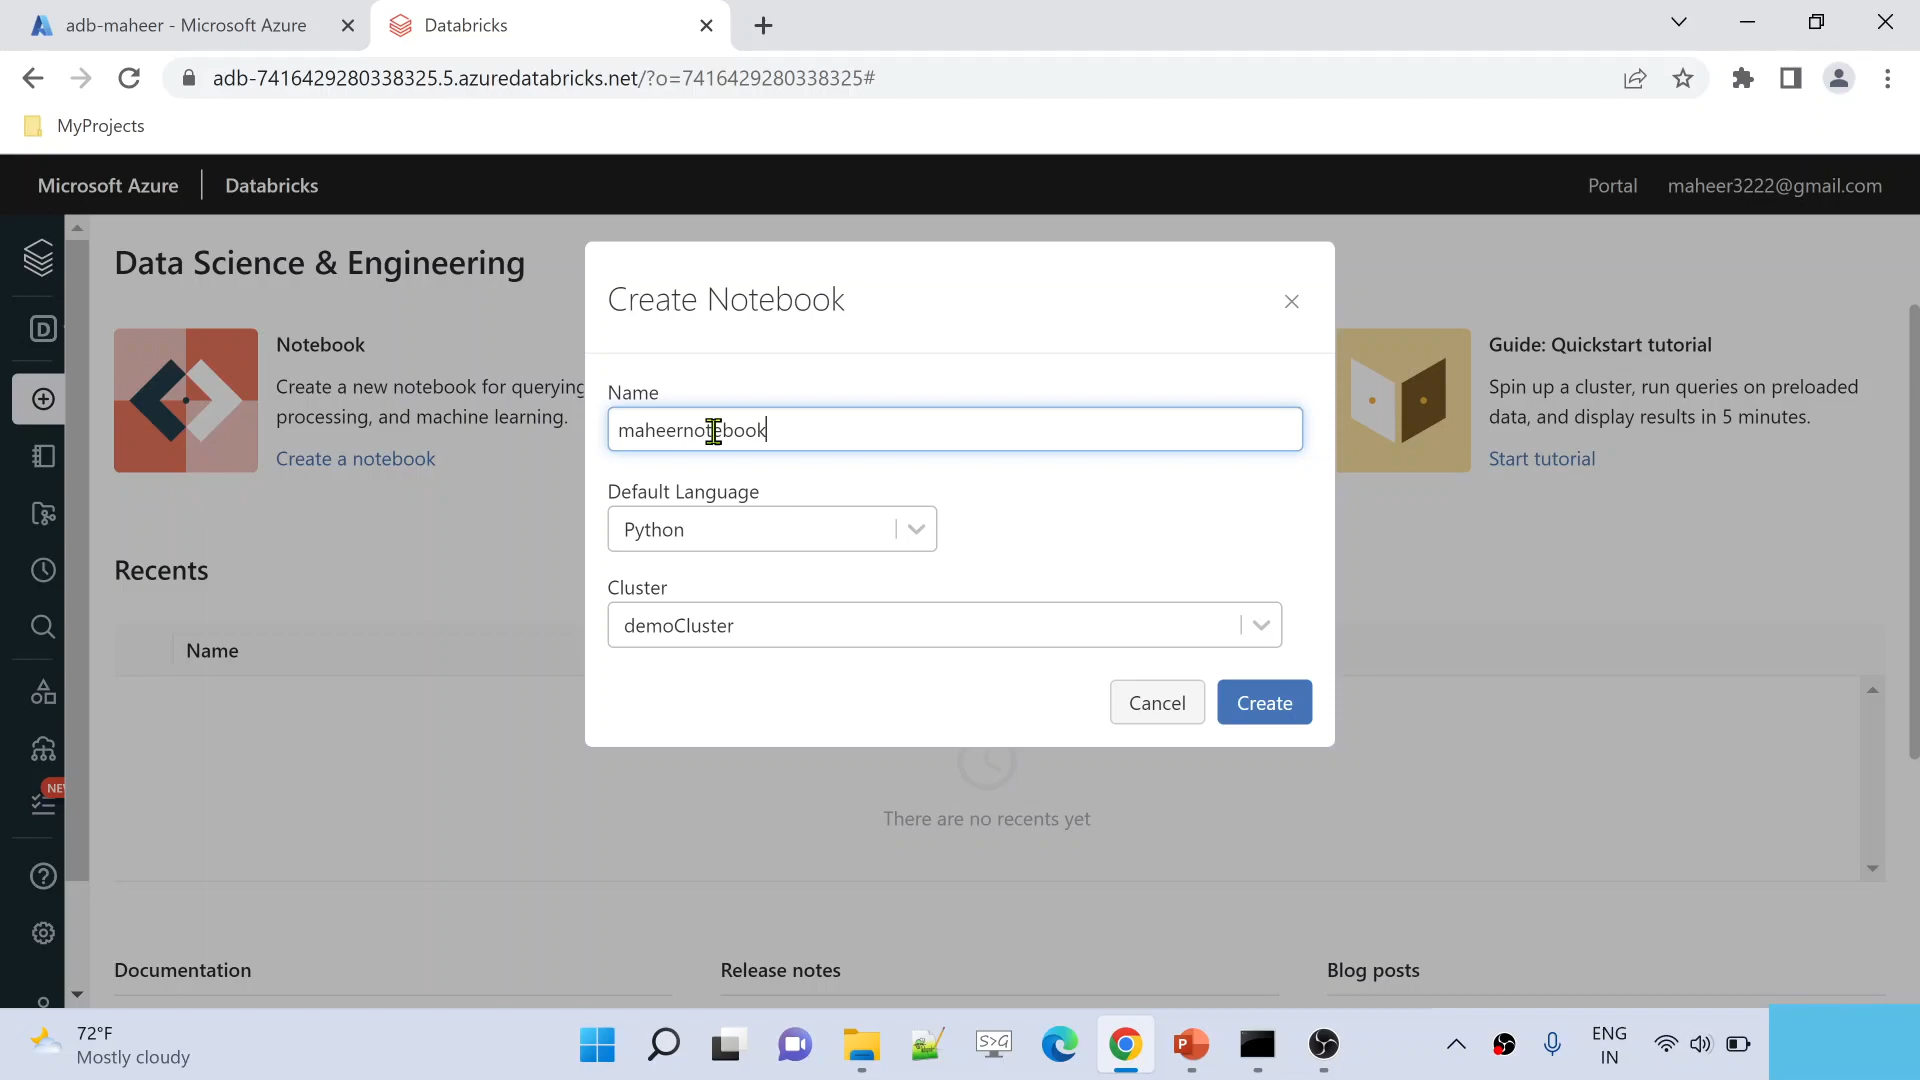 adb-maheer - Microsoft Azure
Databricks
adb-7416429280338325.5.azuredatabricks.net/?o=7416429280338325#
MyProjects
Microsoft Azure
Databricks
Portal
maheer3222@gmail.com
Data Science & Engineering
Notebook
Create a new notebook for querying
processing, and machine learning.
Create a notebook
Create Notebook
Name
maheernotebook
Default Language
Python
Cluster
demoCluster
Cancel
Create
Guide: Quickstart tutorial
Spin up a cluster, run queries on preloaded
data, and display results in 5 minutes.
Start tutorial
Recents
Name
There are no recents yet
NEW
Documentation
Release notes
Blog posts
72°F
Mostly cloudy
S>G
ENG
IN